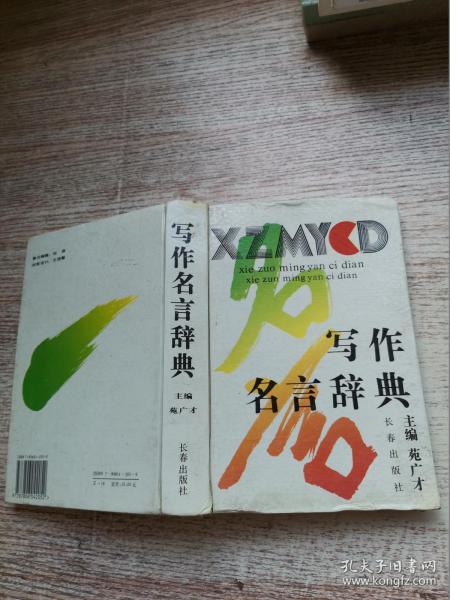 XZMYCD
xie zuo ming yan ci dian
xie zuo ming yan ci dian
写作
名言辞典
主编 苑广才
长春出版社
写作名言辞典
主编
苑广才
长春出版社
孔夫子旧书网
www.kongfz.com